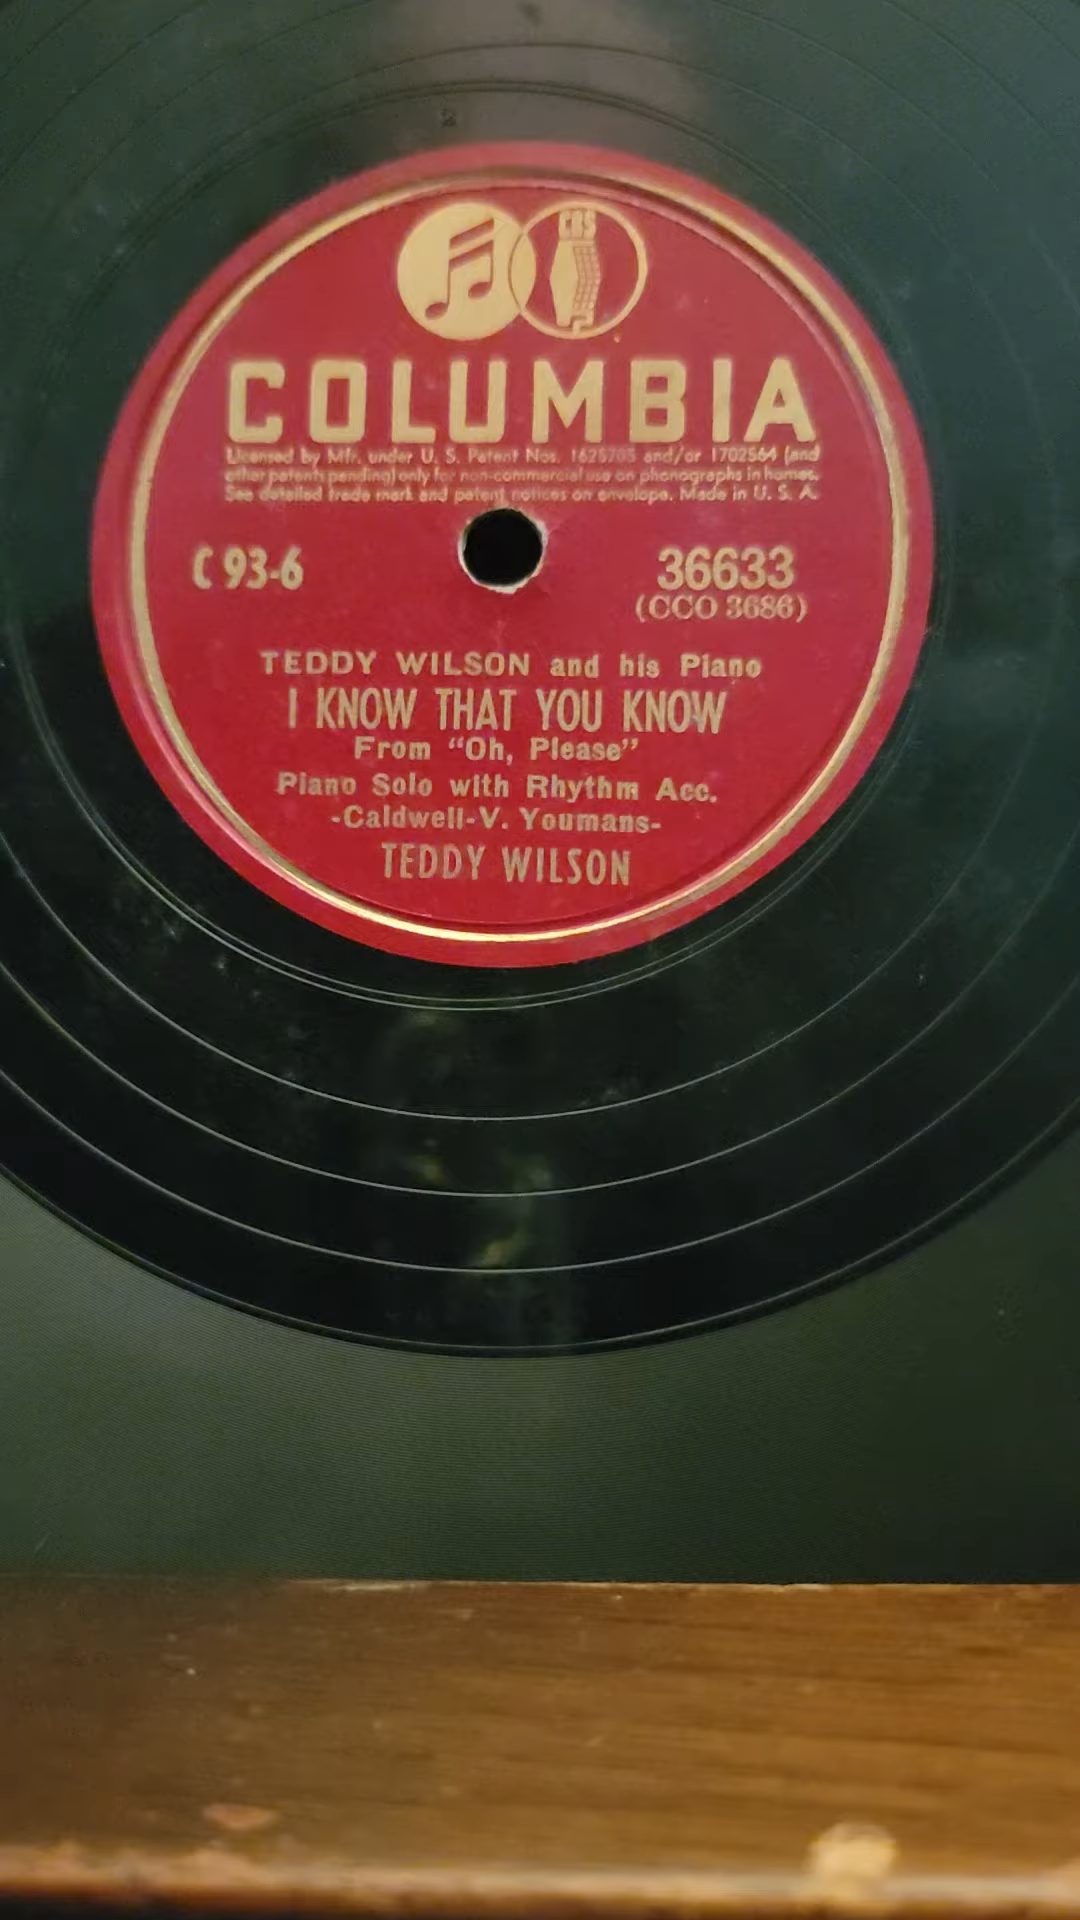 CBS
COLUMBIA
Licensed by Mfr. under U. S. Patent Nos. 1625705 and/or 1702564 (and
other patents pending) only for non-commercial use on phonographs in homes.
See detailed trade mark and patent notices on envelope. Made in U. S. A.
C 93-6
36633
(CCO 3686)
TEDDY WILSON and his Piano
I KNOW THAT YOU KNOW
From “Oh, Please”
Piano Solo with Rhythm Acc.
-Caldwell-V. Youmans-
TEDDY WILSON